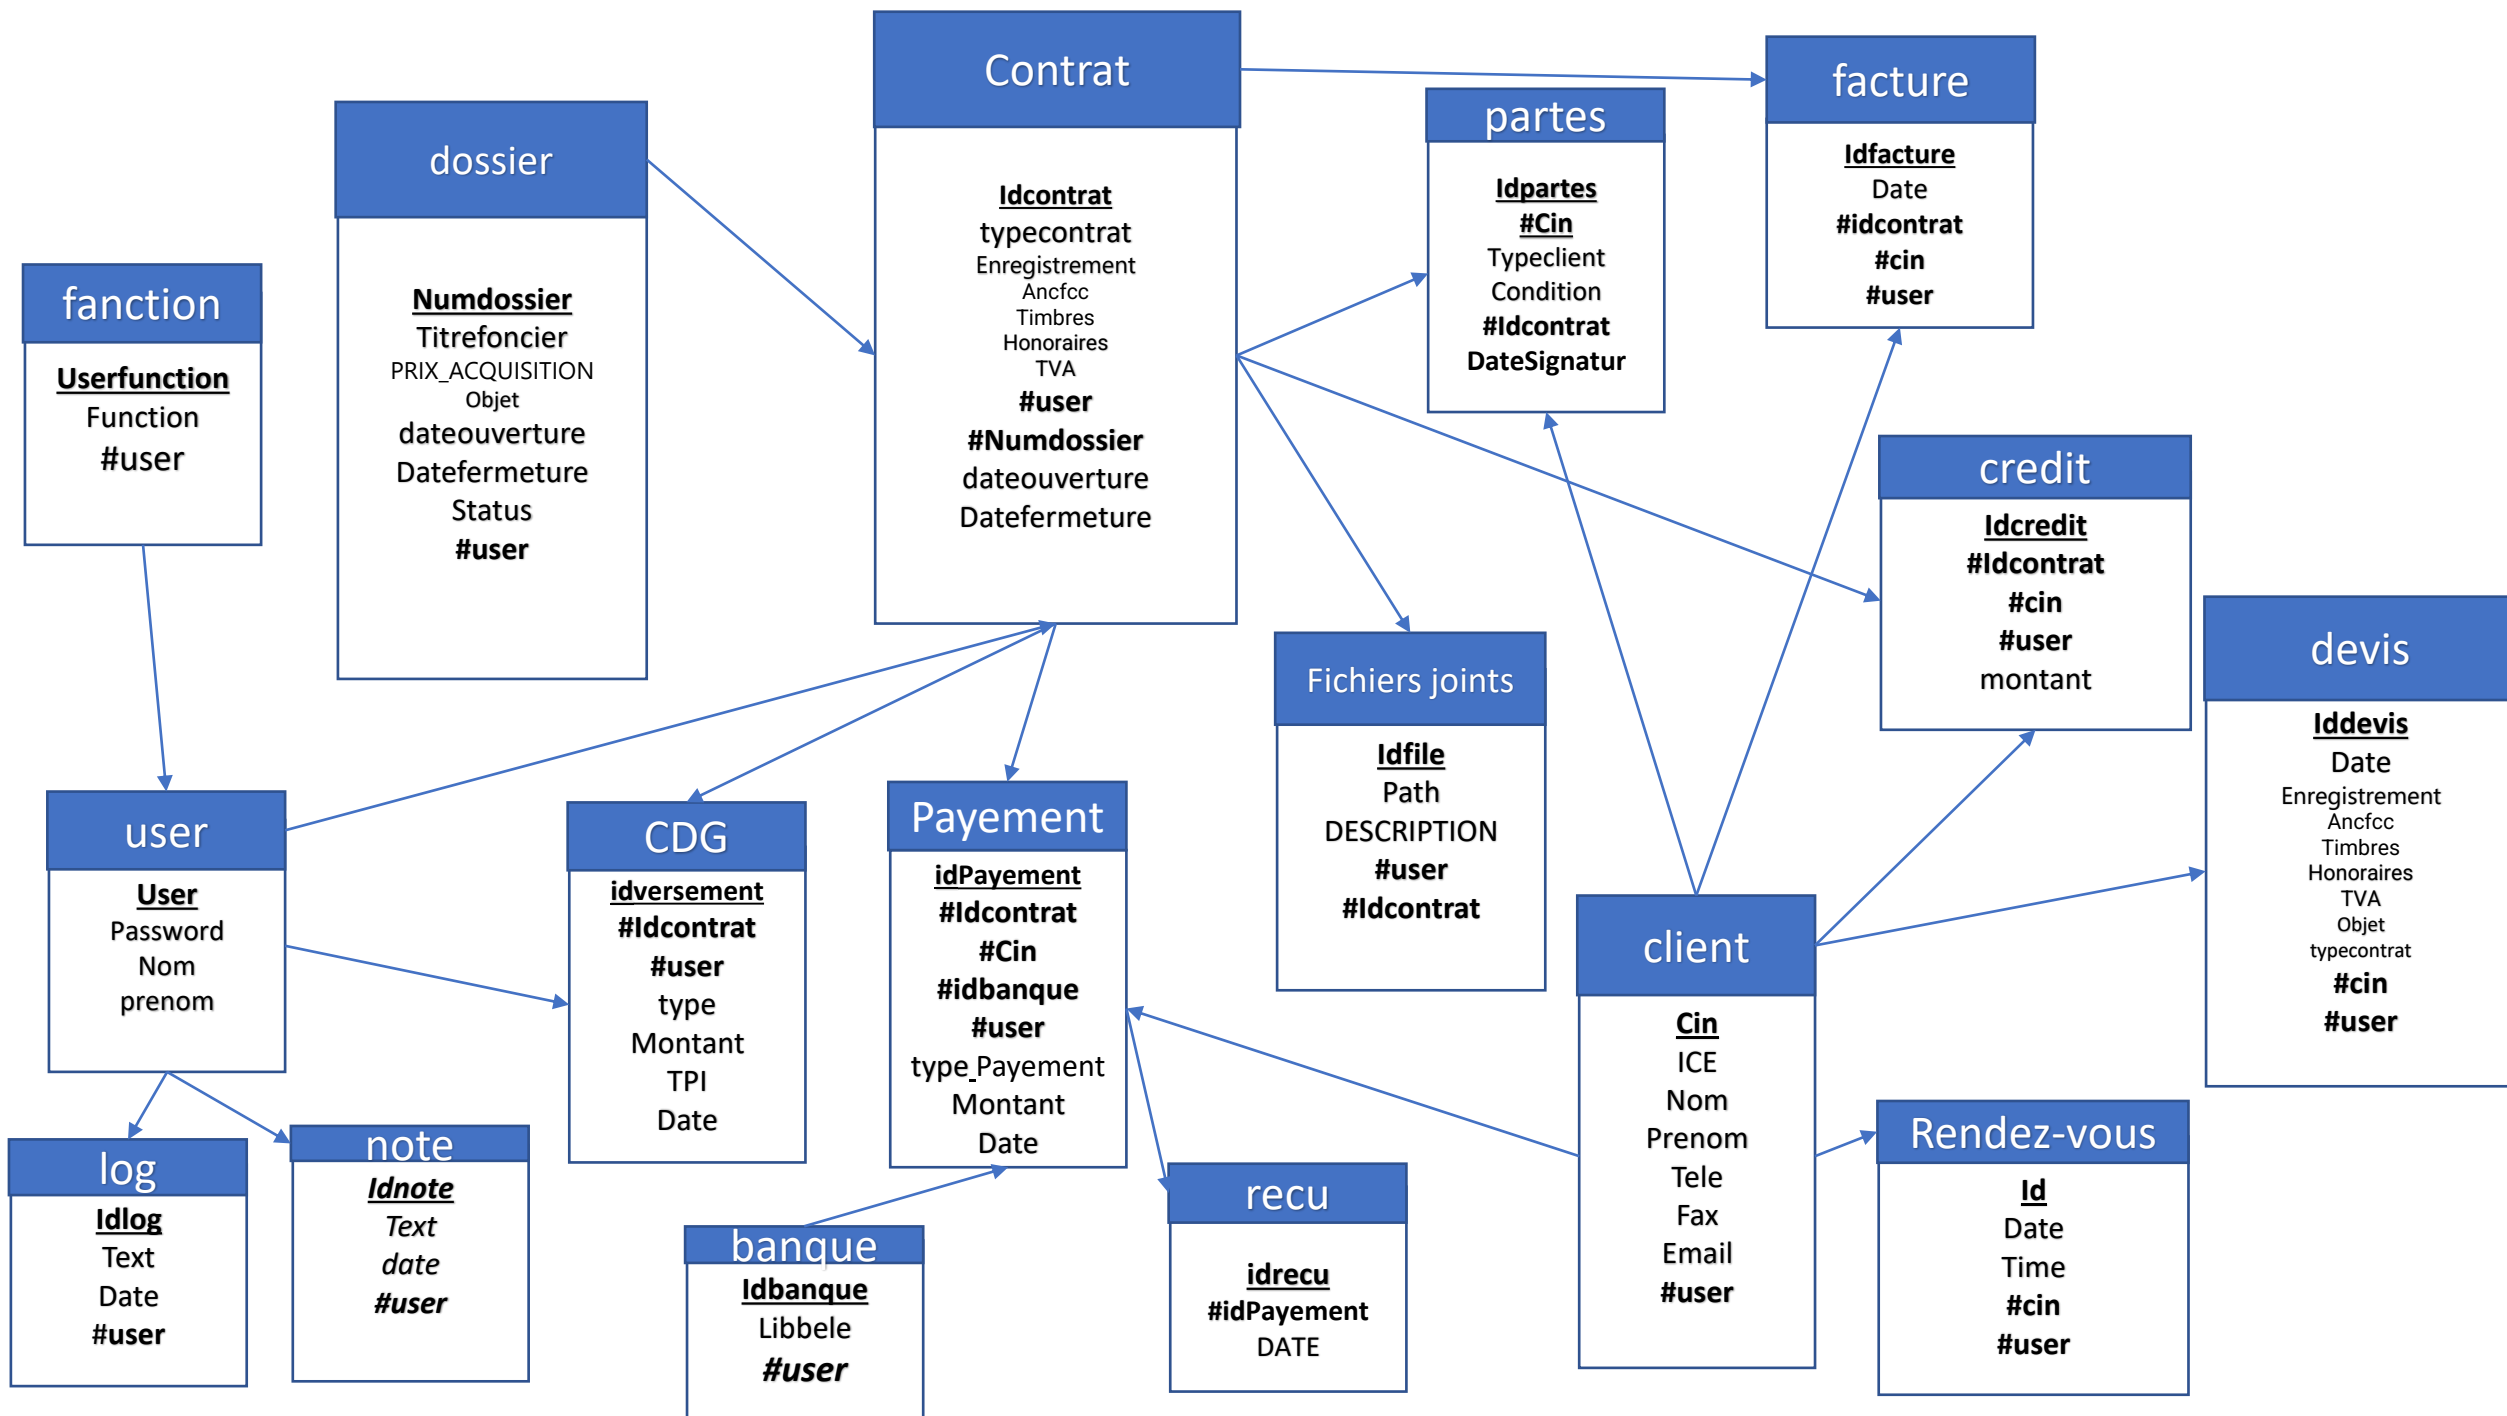 Contrat
Idcontrat
typecontrat
Enregistrement
Ancfcc
Timbres
Honoraires
TVA
#user
#Numdossier
dateouverture
Datefermeture
facture
Idfacture
Date
#idcontrat
#cin
#user
partes
Idpartes
#Cin
Typeclient
Condition
#Idcontrat
DateSignatur
dossier
Numdossier
Titrefoncier
PRIX_ACQUISITION
Objet
dateouverture
Datefermeture
Status
#user
fanction
Userfunction
Function
#user
credit
Idcredit
#Idcontrat
#cin
#user
montant
devis
Iddevis
Date
Enregistrement
Ancfcc
Timbres
Honoraires
TVA
Objet
typecontrat
#cin
#user
Fichiers joints
Idfile
Path
DESCRIPTION
#user
#Idcontrat
user
User
Password
Nom
prenom
CDG
idversement
#Idcontrat
#user
type
Montant
TPI
Date
Payement
idPayement
#Idcontrat
#Cin
#idbanque
#user
type_Payement
Montant
Date
client
Cin
ICE
Nom
Prenom
Tele
Fax
Email
#user
Rendez-vous
Id
Date
Time
#cin
#user
log
Idlog
Text
Date
#user
note
Idnote
Text
date
#user
banque
Idbanque
Libbele
#user
recu
idrecu
#idPayement
DATE